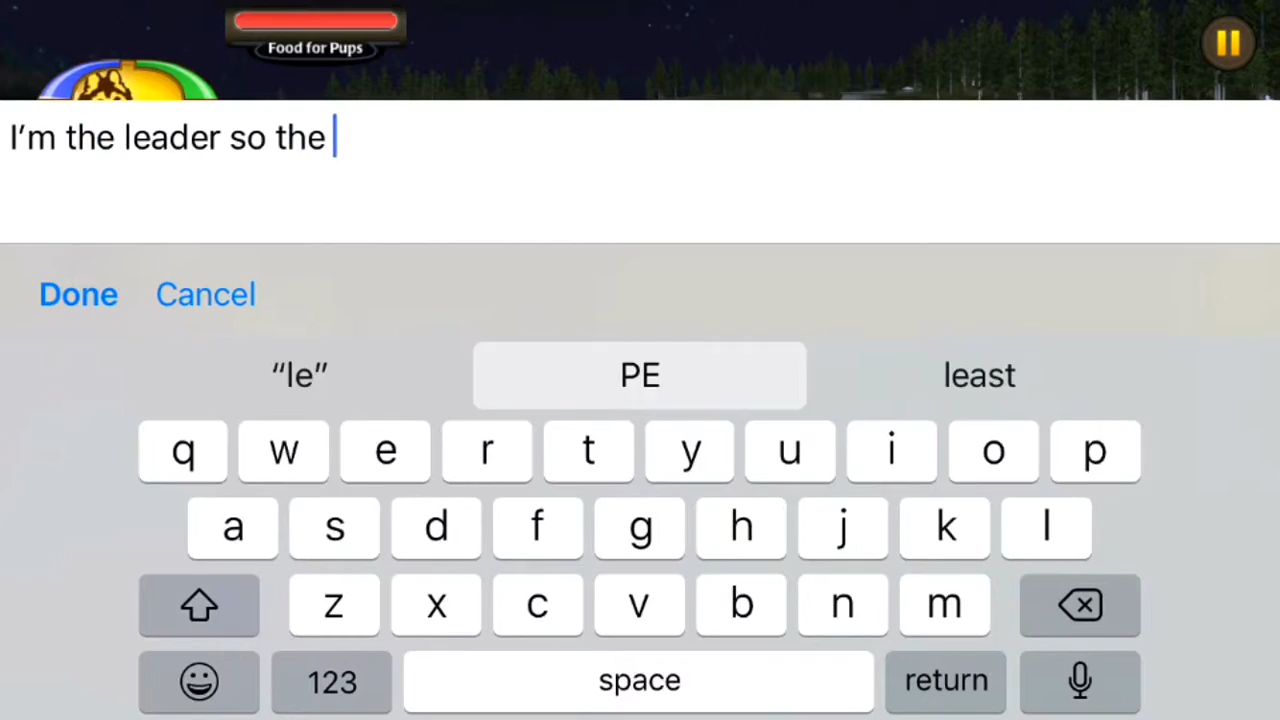 Food for Pups
I’m the leader so the
Done Cancel
“le” PE least
q w e r t y u i o p
a s d f g h j k l
z x c v b n m
123 space return